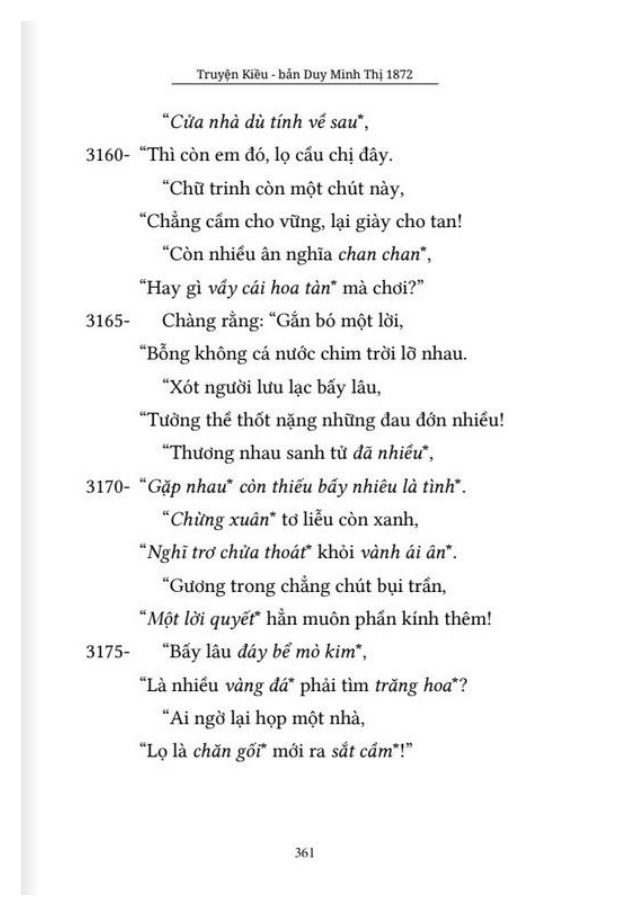 Truyện Kiều - bản Duy Minh Thị 1872
“Cửa nhà dù tính về sau*,
3160- “Thì còn em đó, lọ cầu chị đây.
“Chữ trinh còn một chút này,
“Chẳng cầm cho vững, lại giày cho tan!
“Còn nhiều ân nghĩa chan chan*,
“Hay gì vầy cái hoa tàn* mà chơi?”
3165- Chàng rằng: “Gắn bó một lời,
“Bỗng không cá nước chim trời lỡ nhau.
“Xót người lưu lạc bấy lâu,
“Tưởng thề thốt nặng những đau đớn nhiều!
“Thương nhau sanh tử đã nhiều*,
3170- “Gặp nhau* còn thiếu bấy nhiêu là tình*.
“Chừng xuân* tơ liễu còn xanh,
“Nghĩ trơ chửa thoát* khỏi vành ái ân*.
“Gương trong chẳng chút bụi trần,
“Một lời quyết* hẳn muôn phần kính thêm!
3175- “Bấy lâu đáy bể mò kim*,
“Là nhiều vàng đá* phải tìm trăng hoa*?
“Ai ngờ lại họp một nhà,
“Lọ là chăn gối* mới ra sắt cầm*!”
361